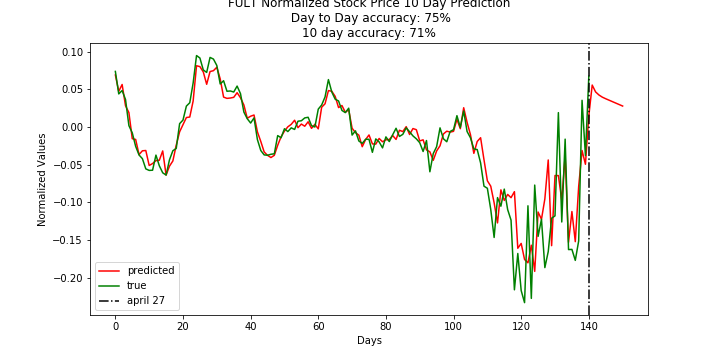 FULT Normalized Stock Price 10 Day Prediction
Day to Day accuracy: 75%
10 day accuracy: 71%
0.10
0.05
0.00
−0.05
−0.10
−0.15
−0.20
Normalized Values
predicted
true
april 27
0 20 40 60 80 100 120 140
Days